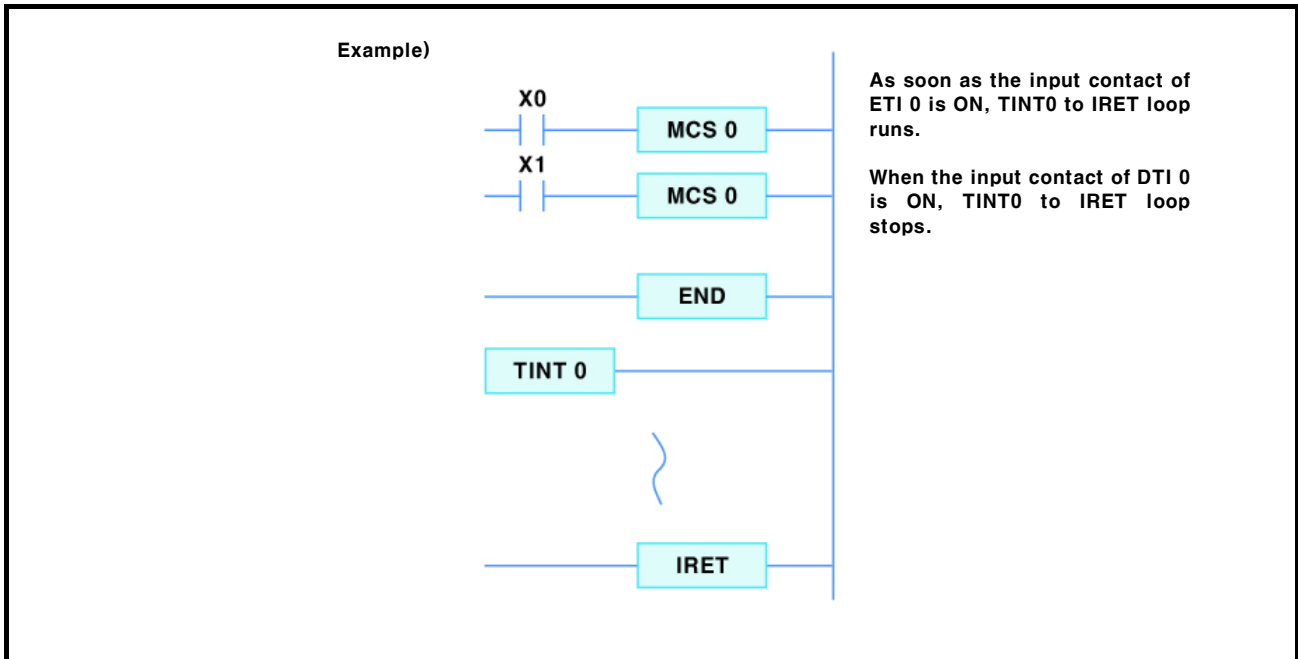 Example)
X0
MCS 0
X1
MCS 0
END
TINT 0
IRET
As soon as the input contact of
ETI 0 is ON, TINT0 to IRET loop
runs.
When the input contact of DTI 0
is ON, TINT0 to IRET loop
stops.